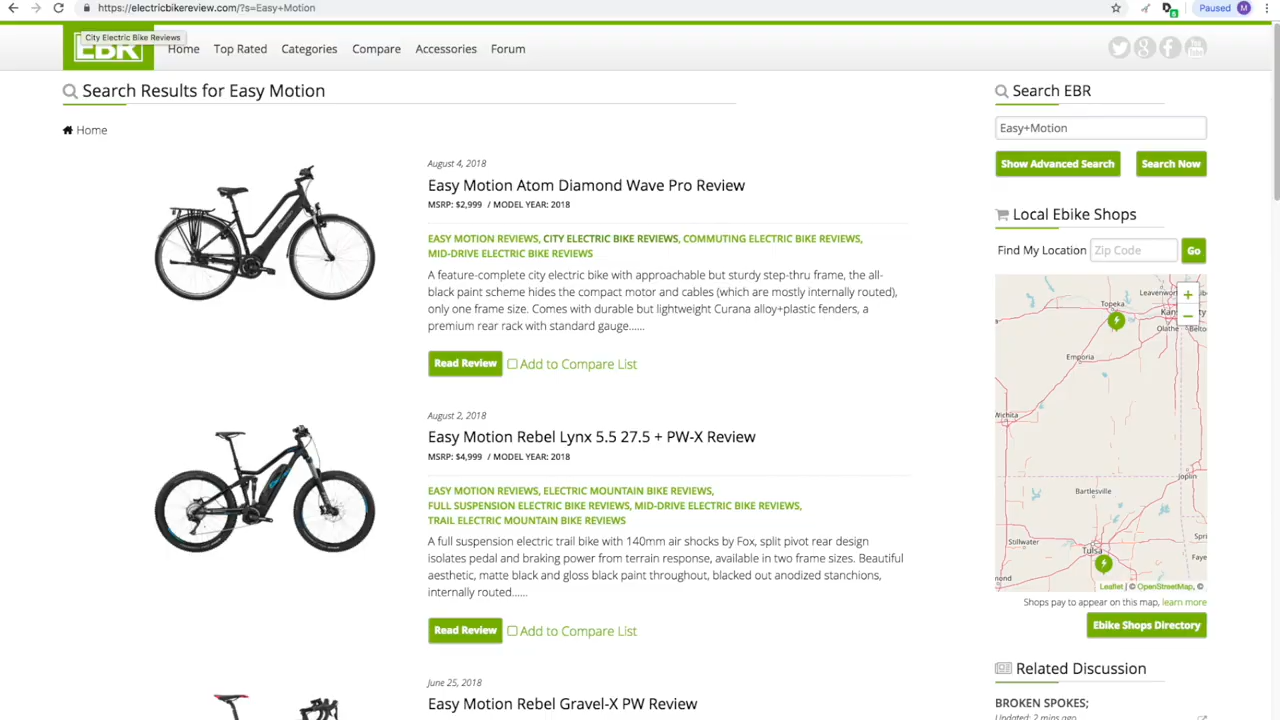 https://electricbikereview.com/?s=Easy+Motion
Paused
M
City Electric Bike Reviews
EBR
Home
Top Rated
Categories
Compare
Accessories
Forum
Search Results for Easy Motion
Home
August 4, 2018
Easy Motion Atom Diamond Wave Pro Review
MSRP: $2,999 / MODEL YEAR: 2018
EASY MOTION REVIEWS, CITY ELECTRIC BIKE REVIEWS, COMMUTING ELECTRIC BIKE REVIEWS,
MID-DRIVE ELECTRIC BIKE REVIEWS
A feature-complete city electric bike with approachable but sturdy step-thru frame, the all-
black paint scheme hides the compact motor and cables (which are mostly internally routed),
only one frame size. Comes with durable but lightweight Curana alloy+plastic fenders, a
premium rear rack with standard gauge......
Read Review
Add to Compare List
August 2, 2018
Easy Motion Rebel Lynx 5.5 27.5 + PW-X Review
MSRP: $4,999 / MODEL YEAR: 2018
EASY MOTION REVIEWS, ELECTRIC MOUNTAIN BIKE REVIEWS,
FULL SUSPENSION ELECTRIC BIKE REVIEWS, MID-DRIVE ELECTRIC BIKE REVIEWS,
TRAIL ELECTRIC MOUNTAIN BIKE REVIEWS
A full suspension electric trail bike with 140mm air shocks by Fox, split pivot rear design
isolates pedal and braking power from terrain response, available in two frame sizes. Beautiful
aesthetic, matte black and gloss black paint throughout, blacked out anodized stanchions,
internally routed......
Read Review
Add to Compare List
June 25, 2018
Easy Motion Rebel Gravel-X PW Review
Search EBR
Easy+Motion
Show Advanced Search
Search Now
Local Ebike Shops
Find My Location
Zip Code
Go
+
−
Leavenwor
Topeka
Kans
Olathe
Belto
Emporia
Wichita
Joplin
Bartlesville
Spri
Stillwater
Tulsa
Faye
mond
Leaflet | © OpenStreetMap, ©
Shops pay to appear on this map, learn more
Ebike Shops Directory
Related Discussion
BROKEN SPOKES;
Updated: 2 mins ago